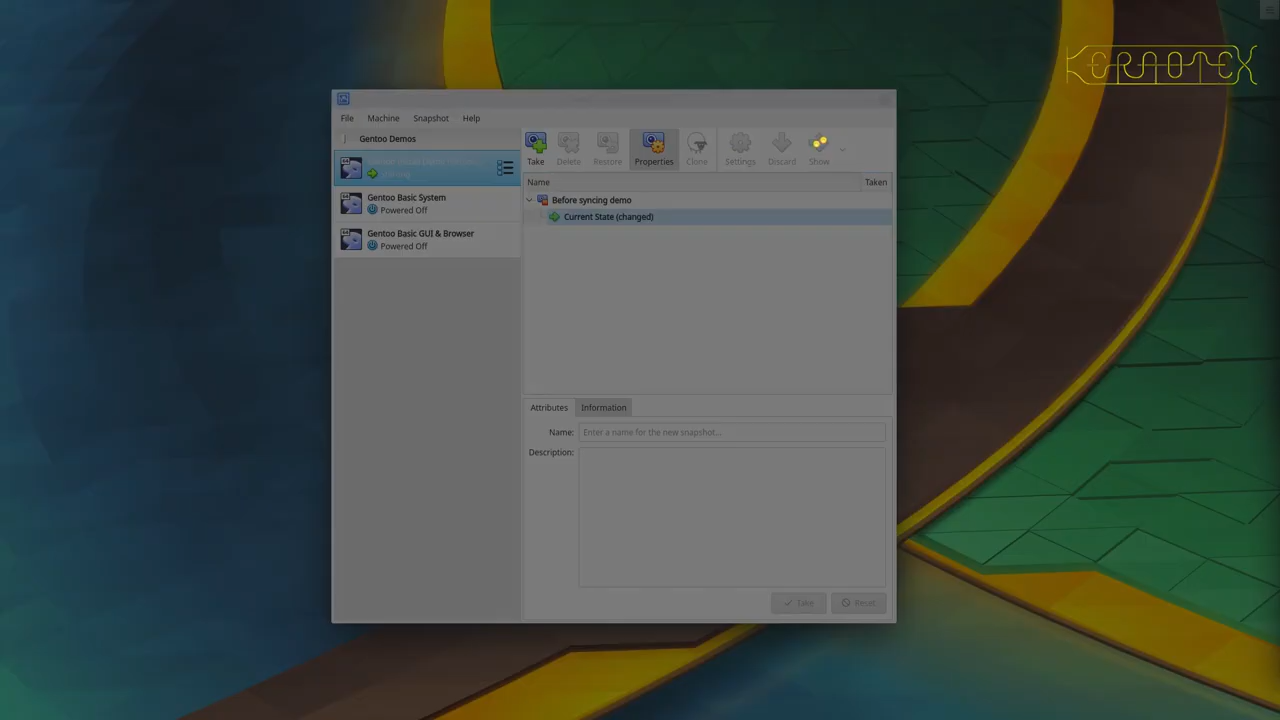 KERNOTEX
File Machine Snapshot Help
Gentoo Demos
Gentoo Basic System
Powered Off
Gentoo Basic GUI & Browser
Powered Off
Take Delete Restore Properties Clone Settings Discard Show
Name Taken
Before syncing demo
Current State (changed)
Attributes Information
Name: Enter a name for the new snapshot...
Description:
Take Reset